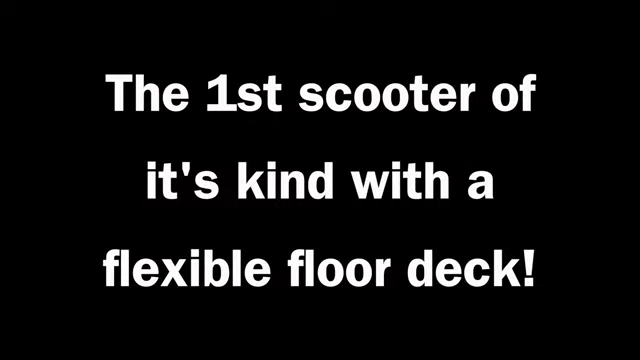 The 1st scooter of
it's kind with a
flexible floor deck!